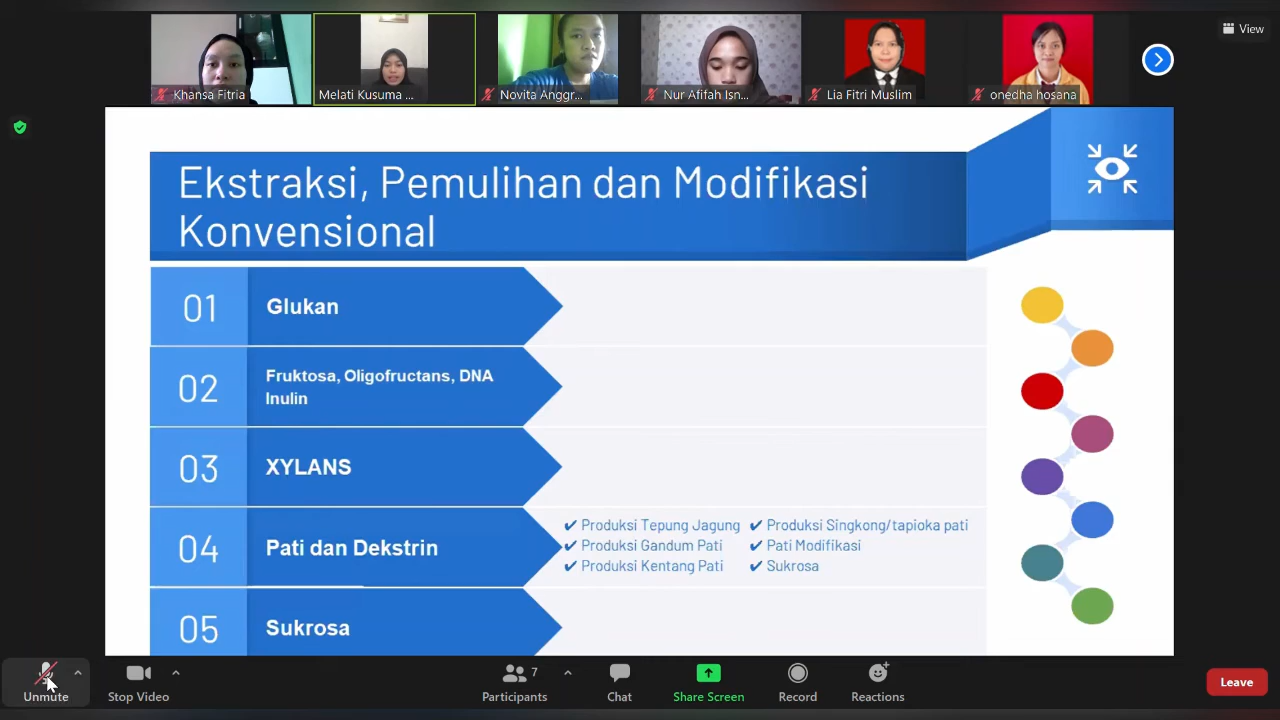 View
Khansa Fitria
Melati Kusuma ...
Novita Anggr...
Nur Afifah Isn...
Lia Fitri Muslim
onedha hosana
Ekstraksi, Pemulihan dan Modifikasi
Konvensional
01
Glukan
02
Fruktosa, Oligofructans, DNA
Inulin
03
XYLANS
04
Pati dan Dekstrin
✔ Produksi Tepung Jagung
✔ Produksi Gandum Pati
✔ Produksi Kentang Pati
✔ Produksi Singkong/tapioka pati
✔ Pati Modifikasi
✔ Sukrosa
05
Sukrosa
Unmute
Stop Video
Participants
7
Chat
Share Screen
Record
Reactions
Leave